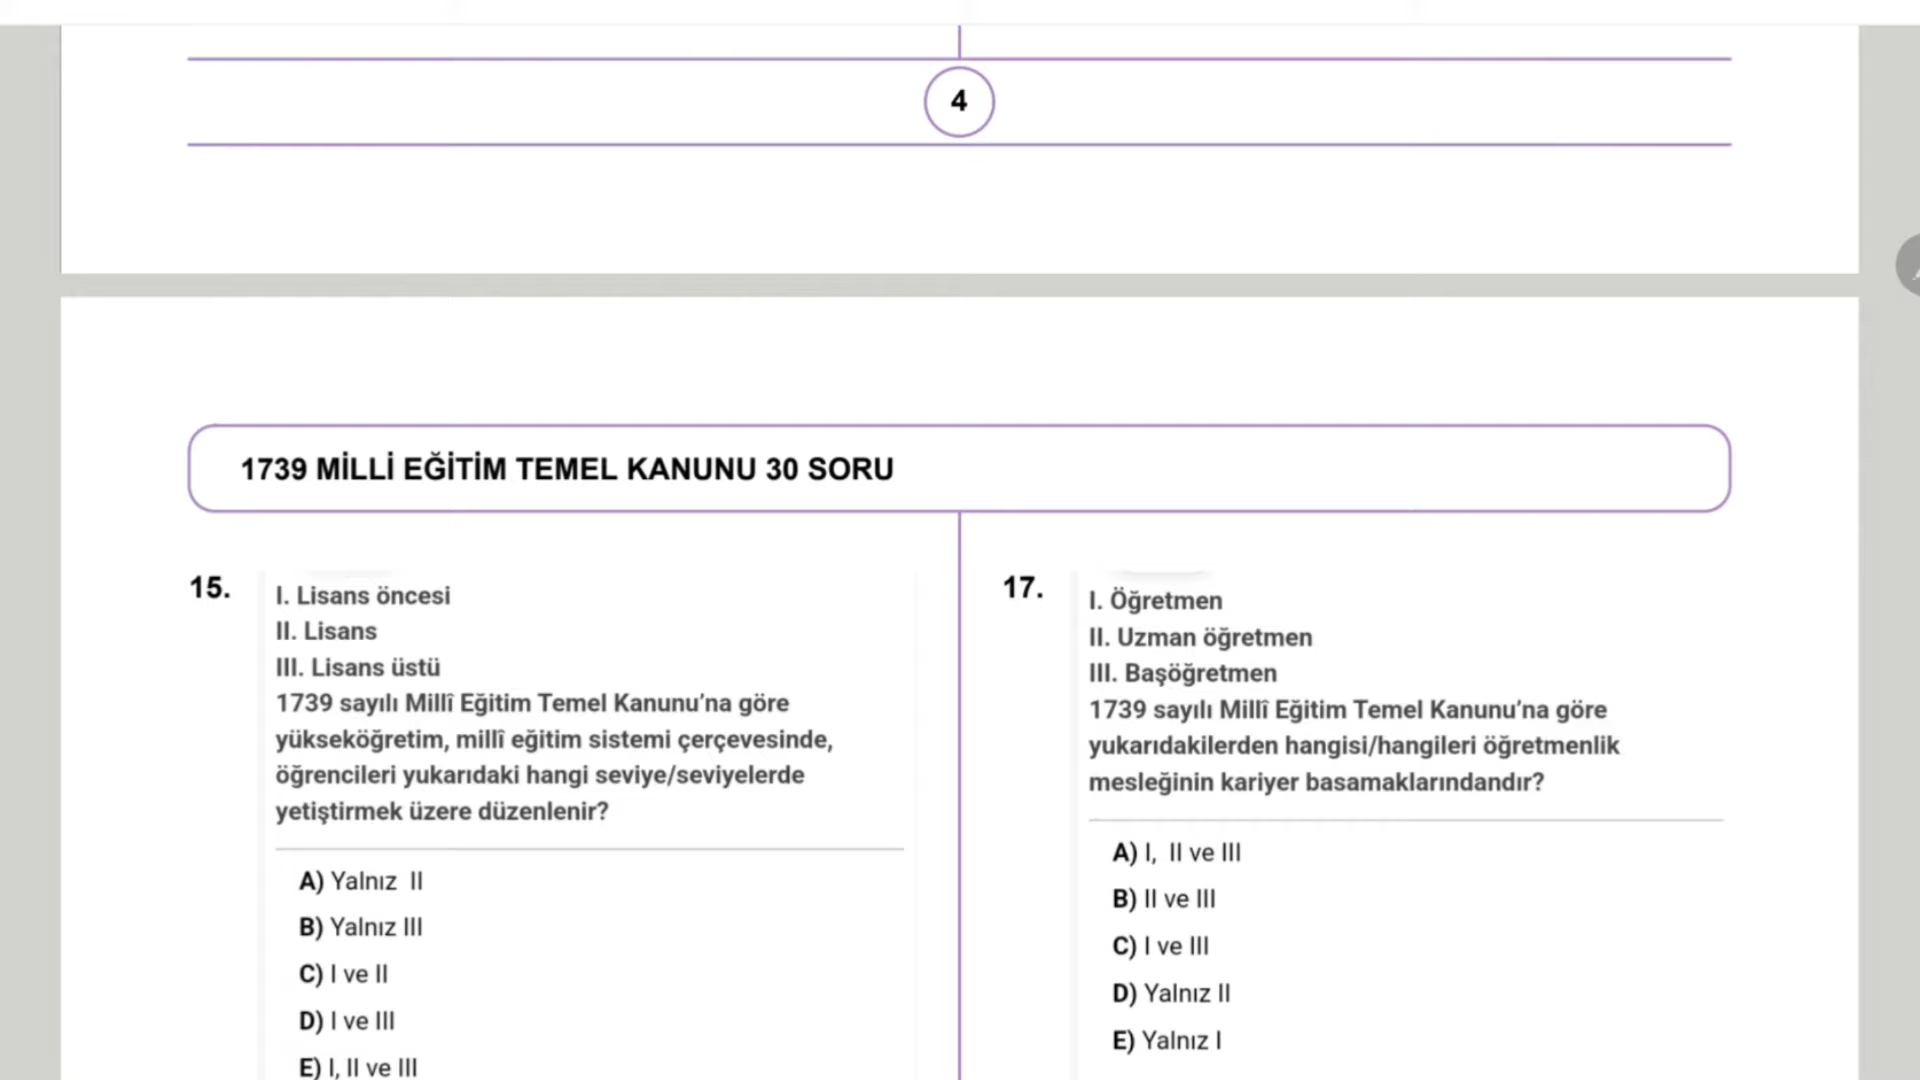 4
1739 MİLLİ EĞİTİM TEMEL KANUNU 30 SORU
15.
I. Lisans öncesi
II. Lisans
III. Lisans üstü
1739 sayılı Millî Eğitim Temel Kanunu’na göre
yükseköğretim, millî eğitim sistemi çerçevesinde,
öğrencileri yukarıdaki hangi seviye/seviyelerde
yetiştirmek üzere düzenlenir?
A) Yalnız II
B) Yalnız III
C) I ve II
D) I ve III
E) I, II ve III
17.
I. Öğretmen
II. Uzman öğretmen
III. Başöğretmen
1739 sayılı Millî Eğitim Temel Kanunu’na göre
yukarıdakilerden hangisi/hangileri öğretmenlik
mesleğinin kariyer basamaklarındandır?
A) I, II ve III
B) II ve III
C) I ve III
D) Yalnız II
E) Yalnız I